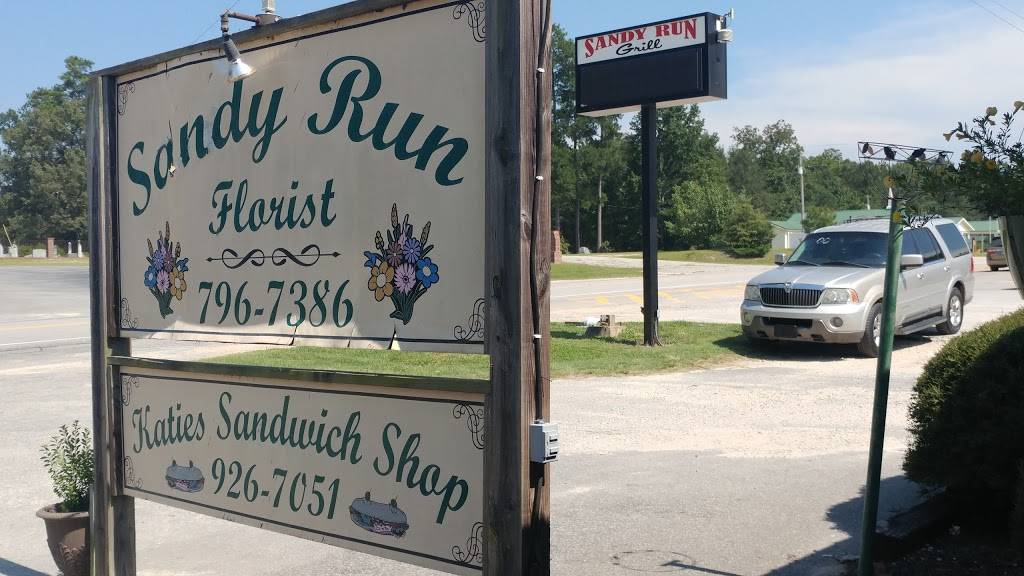 Sandy Run
Florist
796-7386
Katies Sandwich Shop
926-7051
SANDY RUN
Grill